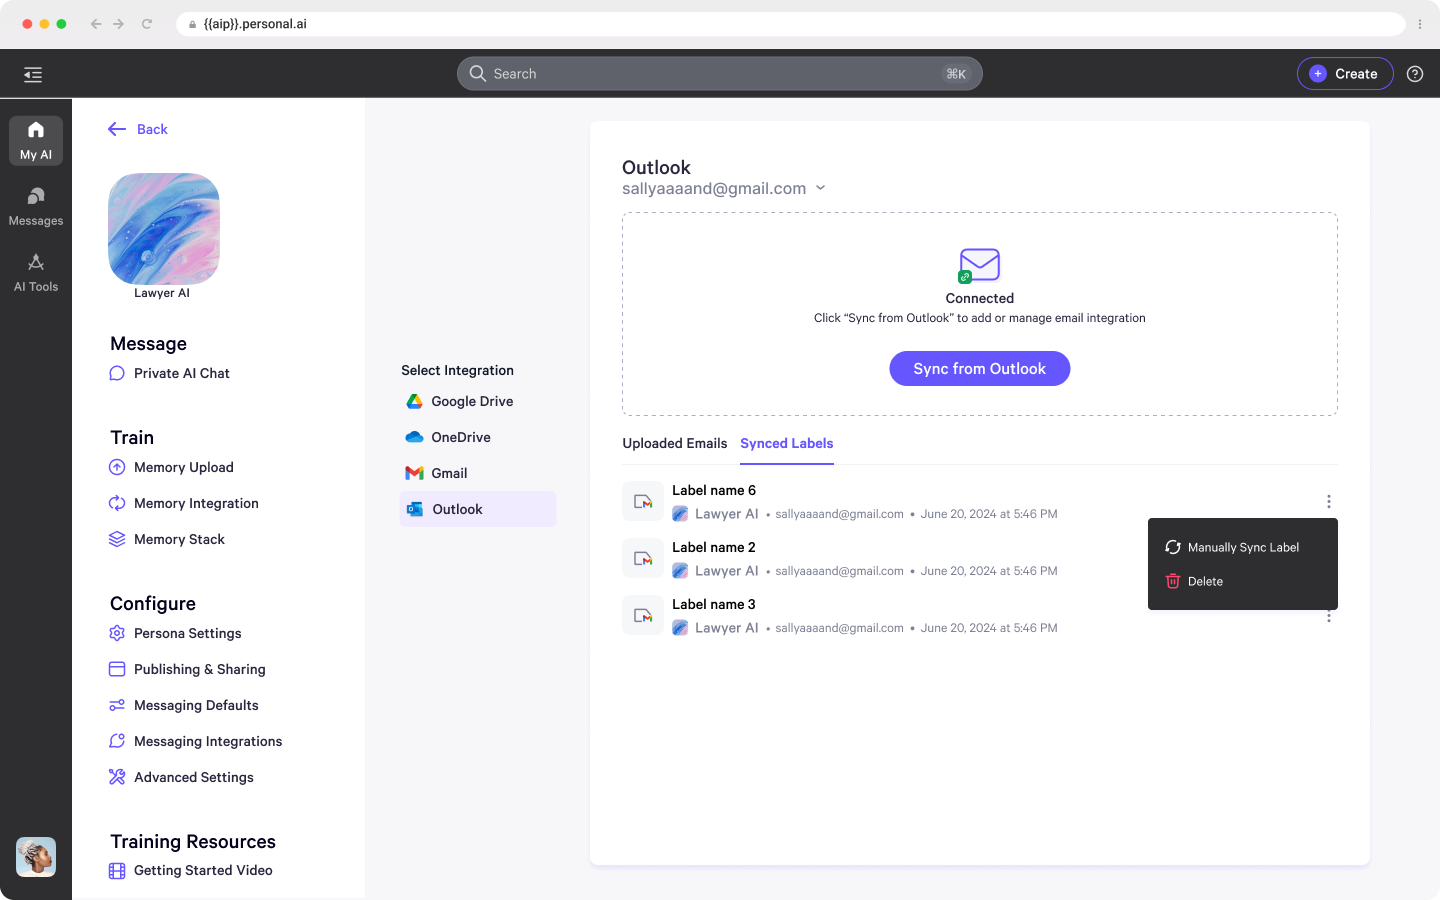 {{aip}}.personal.ai
Search
⌘K
Create
My AI
Messages
AI Tools
Back
Lawyer AI
Message
Private AI Chat
Train
Memory Upload
Memory Integration
Memory Stack
Configure
Persona Settings
Publishing & Sharing
Messaging Defaults
Messaging Integrations
Advanced Settings
Training Resources
Getting Started Video
Select Integration
Google Drive
OneDrive
Gmail
Outlook
Outlook
sallyaaaand@gmail.com
Connected
Click “Sync from Outlook” to add or manage email integration
Sync from Outlook
Uploaded Emails Synced Labels
Label name 6
Lawyer AI • sallyaaaand@gmail.com • June 20, 2024 at 5:46 PM
Label name 2
Lawyer AI • sallyaaaand@gmail.com • June 20, 2024 at 5:46 PM
Label name 3
Lawyer AI • sallyaaaand@gmail.com • June 20, 2024 at 5:46 PM
Manually Sync Label
Delete